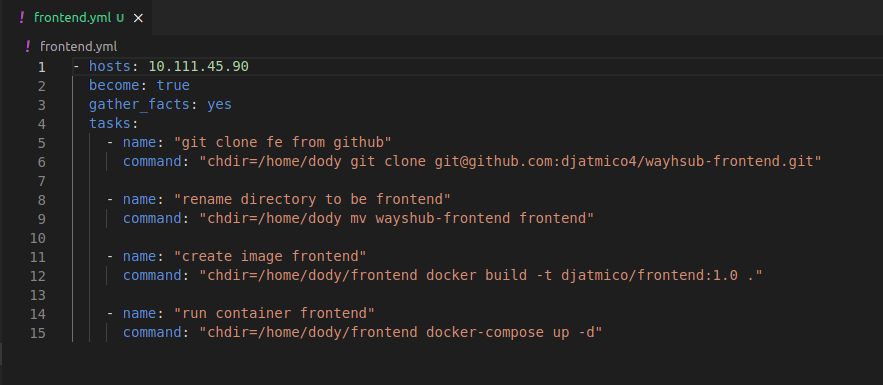 ! frontend.yml U ×
! frontend.yml
1 - hosts: 10.111.45.90
2 become: true
3 gather_facts: yes
4 tasks:
5 - name: "git clone fe from github"
6 command: "chdir=/home/dody git clone git@github.com:djatmico4/wayhsub-frontend.git"
7
8 - name: "rename directory to be frontend"
9 command: "chdir=/home/dody mv wayshub-frontend frontend"
10
11 - name: "create image frontend"
12 command: "chdir=/home/dody/frontend docker build -t djatmico/frontend:1.0 ."
13
14 - name: "run container frontend"
15 command: "chdir=/home/dody/frontend docker-compose up -d"